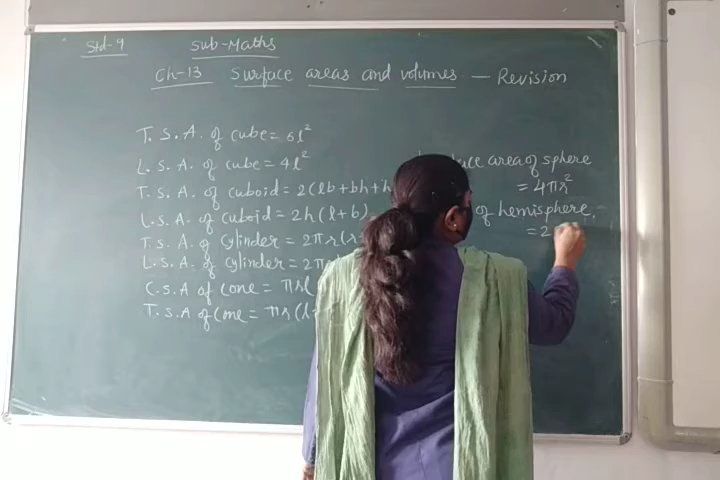 Std-9
Sub-Maths
Ch-13 Surface areas and volumes — Revision
T. S. A. of cube = 6l²
L. S. A. of cube = 4l²
T. S. A. of cuboid = 2(lb+bh+h
L. S. A. of cuboid = 2h(l+b)
T. S. A. of cylinder = 2πr(r
L. S. A. of cylinder = 2π
C. S. A of cone = πrl
T. S. A of cone = πr(l
area of sphere
= 4πr²
of hemisphere
= 2